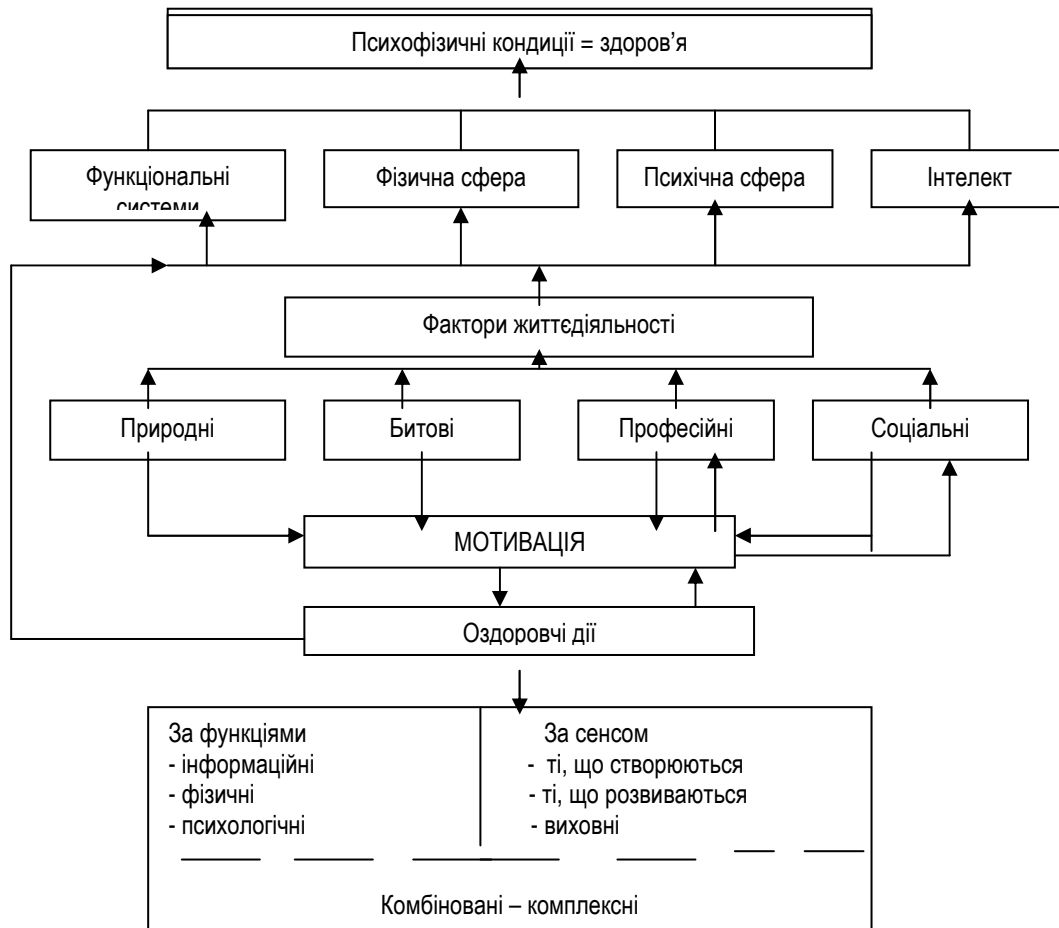 Психофізичні кондиції = здоров’я
Функціональні
системи
Фізична сфера
Психічна сфера
Інтелект
Фактори життєдіяльності
Природні
Битові
Професійні
Соціальні
МОТИВАЦІЯ
Оздоровчі дії
За функціями
- інформаційні
- фізичні
- психологічні
За сенсом
- ті, що створюються
- ті, що розвиваються
- виховні
Комбіновані – комплексні